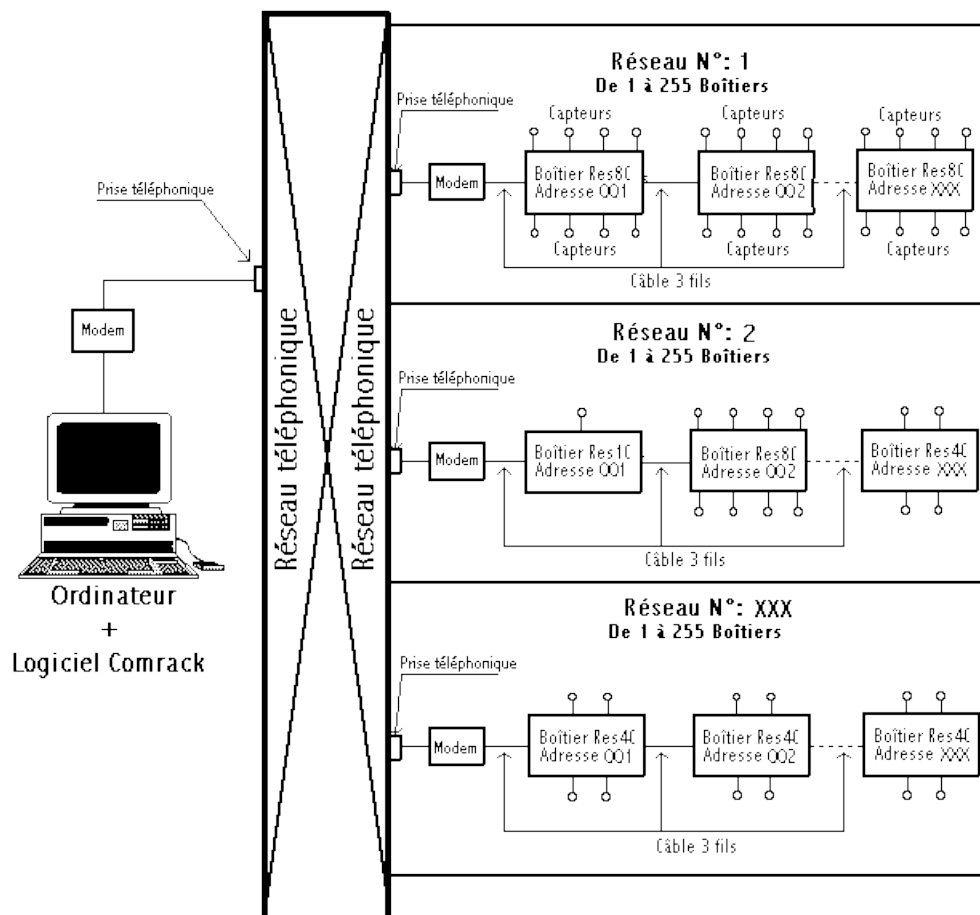 Réseau N°: 1
De 1 à 255 Boîtiers
Prise téléphonique
Capteurs
Capteurs
Capteurs
Modem
Boîtier Res80
Adresse 001
Boîtier Res80
Adresse 002
Boîtier Res80
Adresse XXX
Capteurs
Capteurs
Capteurs
Câble 3 fils
Prise téléphonique
Modem
Ordinateur
+
Logiciel Comrack
Réseau téléphonique
Réseau téléphonique
Réseau N°: 2
De 1 à 255 Boîtiers
Prise téléphonique
Modem
Boîtier Res10
Adresse 001
Boîtier Res80
Adresse 002
Boîtier Res40
Adresse XXX
Câble 3 fils
Réseau N°: XXX
De 1 à 255 Boîtiers
Prise téléphonique
Modem
Boîtier Res40
Adresse 001
Boîtier Res40
Adresse 002
Boîtier Res40
Adresse XXX
Câble 3 fils